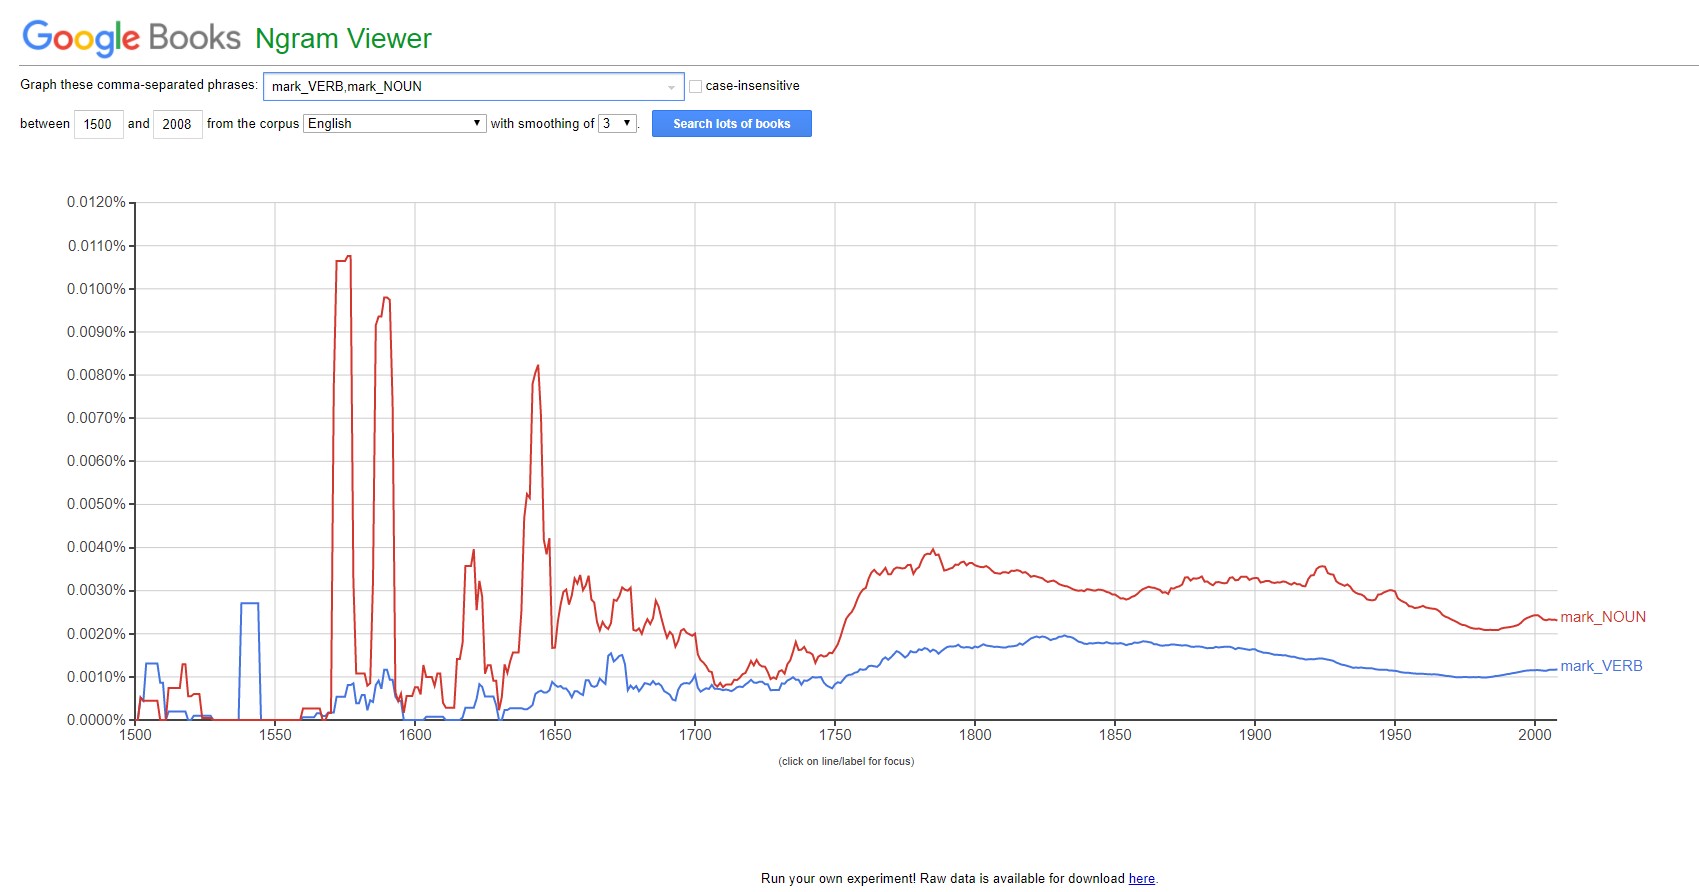 Google Books Ngram Viewer
Graph these comma-separated phrases: mark_VERB,mark_NOUN case-insensitive
between 1500 and 2008 from the corpus English with smoothing of 3 . Search lots of books
0.0120%
0.0110%
0.0100%
0.0090%
0.0080%
0.0070%
0.0060%
0.0050%
0.0040%
0.0030%
mark_NOUN
0.0020%
mark_VERB
0.0010%
0.0000%
1500 1550 1600 1650 1700 1750 1800 1850 1900 1950 2000
(click on line/label for focus)
Run your own experiment! Raw data is available for download here.